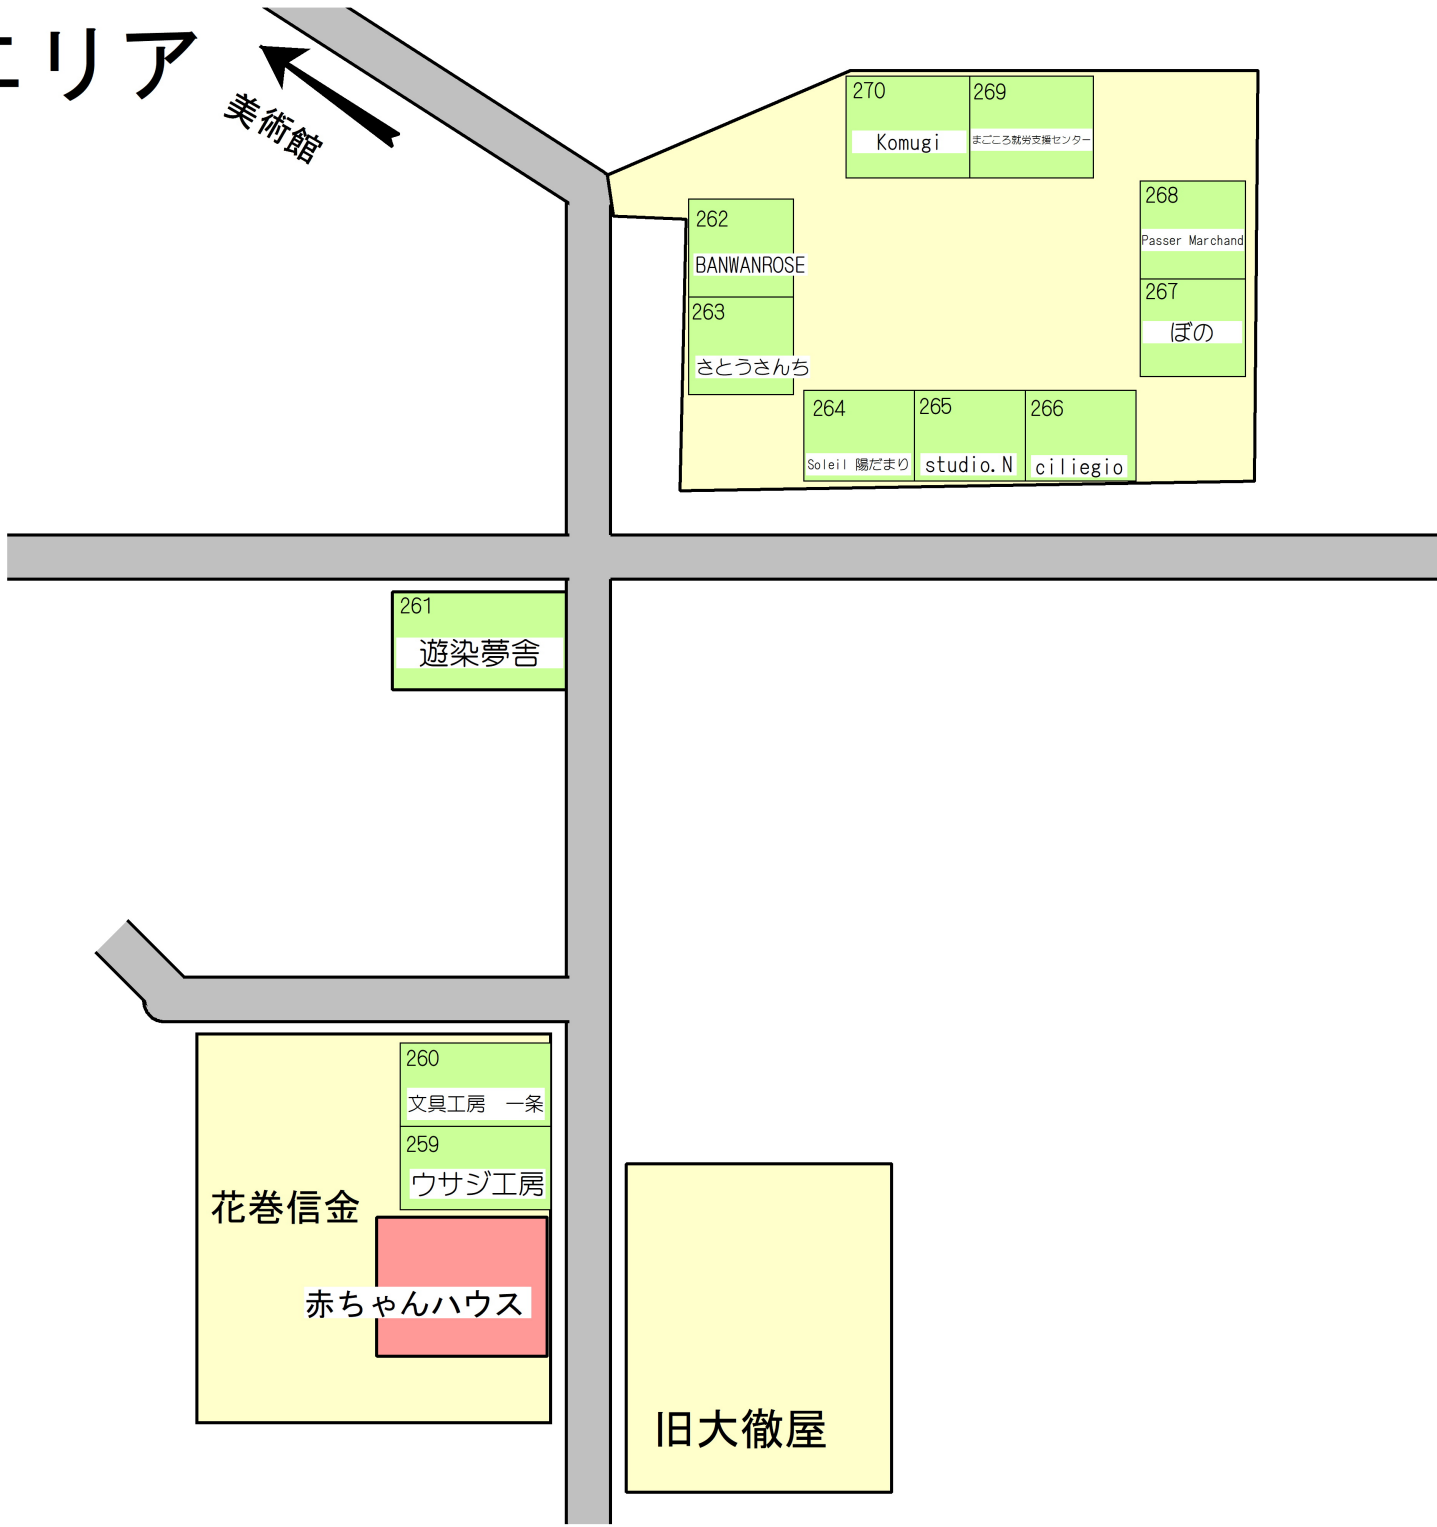 エリア
美術館
270
Komugi
269
まごころ就労支援センター
268
Passer Marchand
267
ぼの
262
BANWANROSE
263
さとうさんち
264
Soleil 陽だまり
265
studio.N
266
ciliegio
261
遊染夢舎
260
文具工房　一条
259
ウサジ工房
花巻信金
赤ちゃんハウス
旧大徹屋